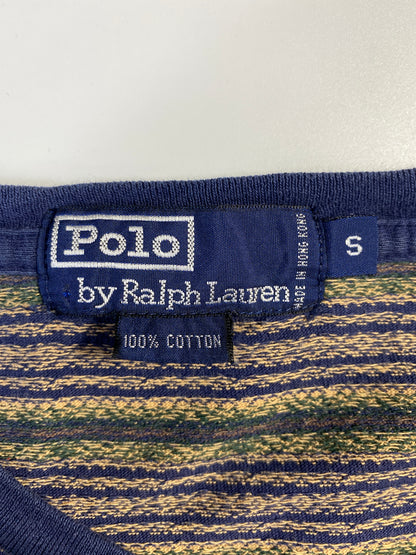 Polo
by Ralph Lauren
MADE IN HONG KONG
S
100% COTTON